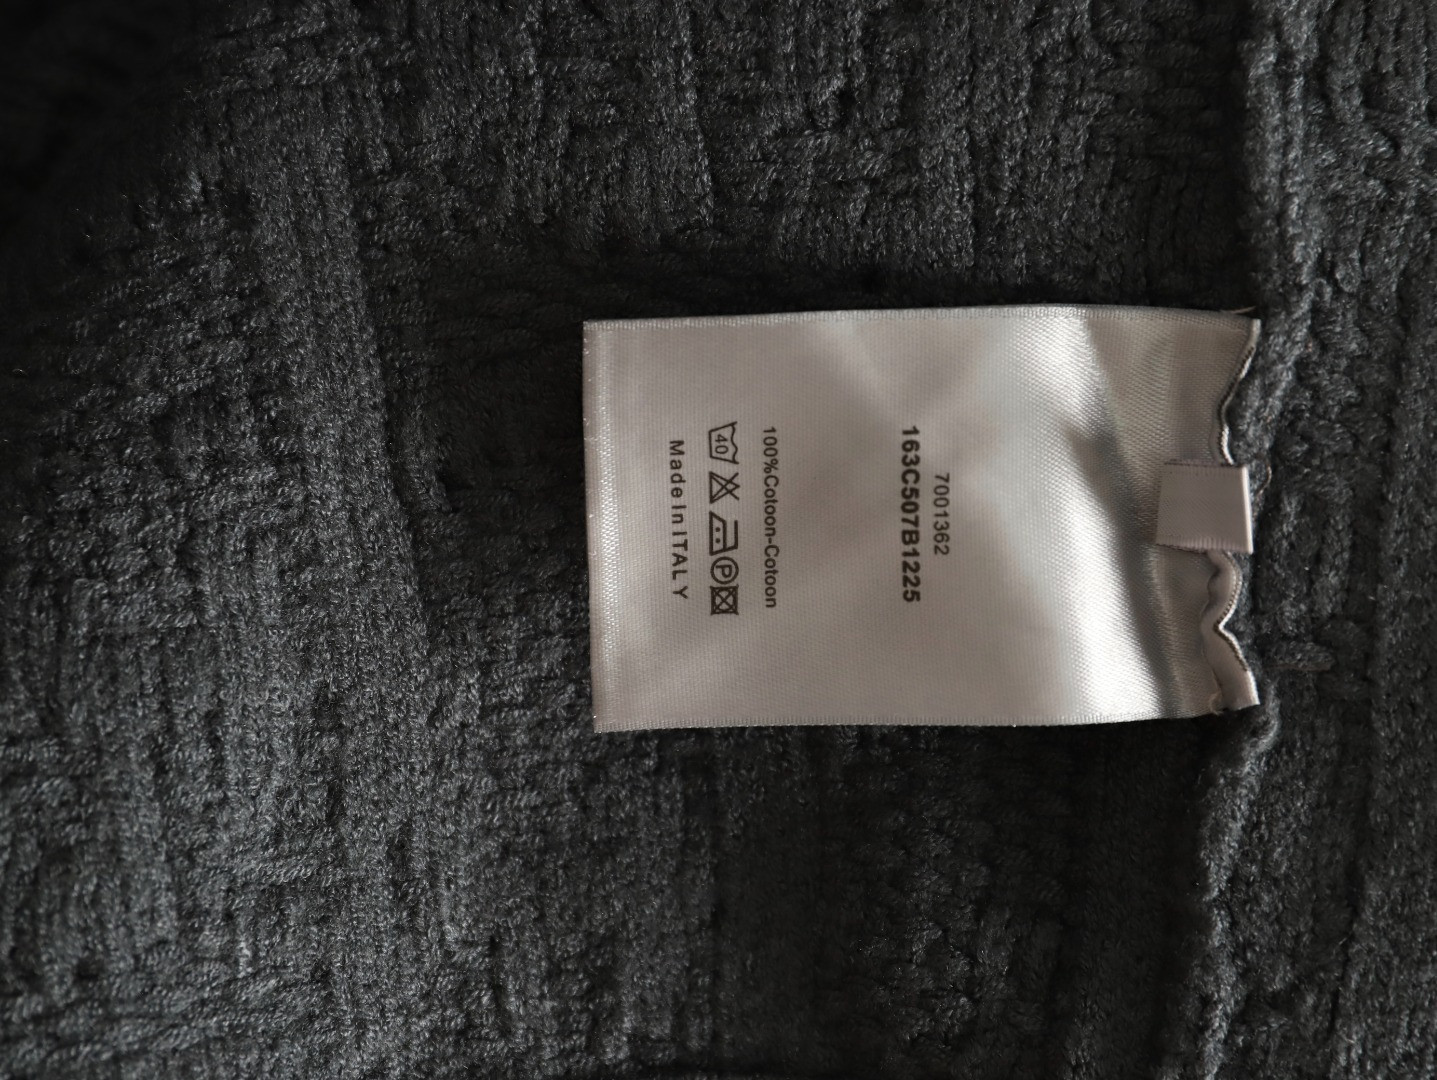 7001362
163C507B1225
100%Cotoon-Cotoon
40 P
Made In ITALY